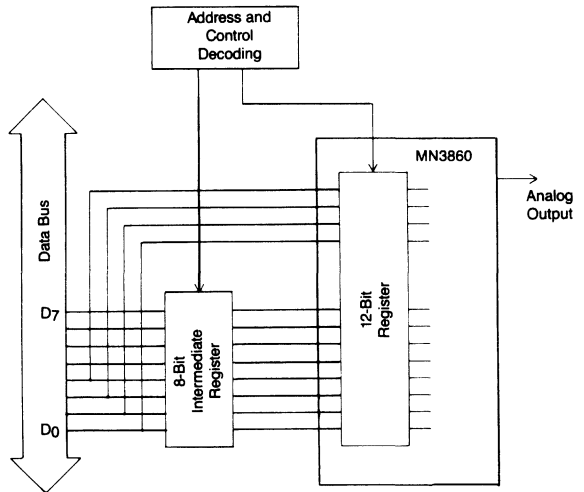 Address and
Control
Decoding
MN3860
Analog
Output
Data Bus
12-Bit
Register
D7
8-Bit
Intermediate
Register
D0